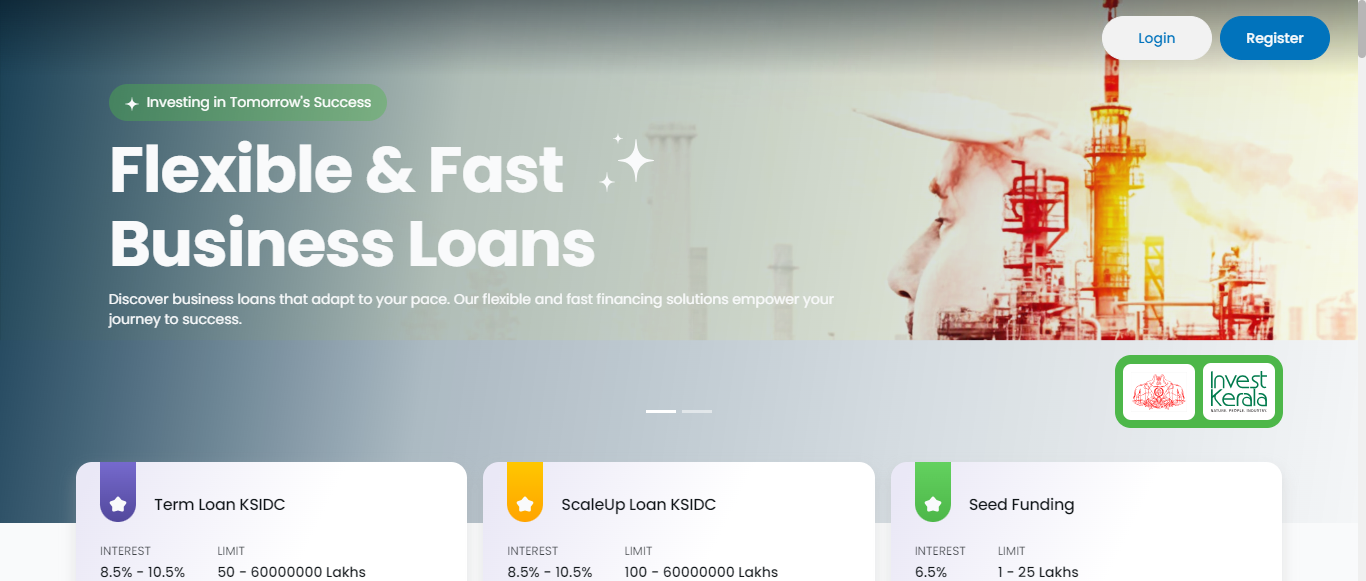 Login
Register
Investing in Tomorrow's Success
Flexible & Fast
Business Loans
Discover business loans that adapt to your pace. Our flexible and fast financing solutions empower your
journey to success.
Invest
Kerala
NATURE. PEOPLE. INDUSTRY.
Term Loan KSIDC
INTEREST
LIMIT
8.5% - 10.5%
50 - 60000000 Lakhs
ScaleUp Loan KSIDC
INTEREST
LIMIT
8.5% - 10.5%
100 - 60000000 Lakhs
Seed Funding
INTEREST
LIMIT
6.5%
1 - 25 Lakhs